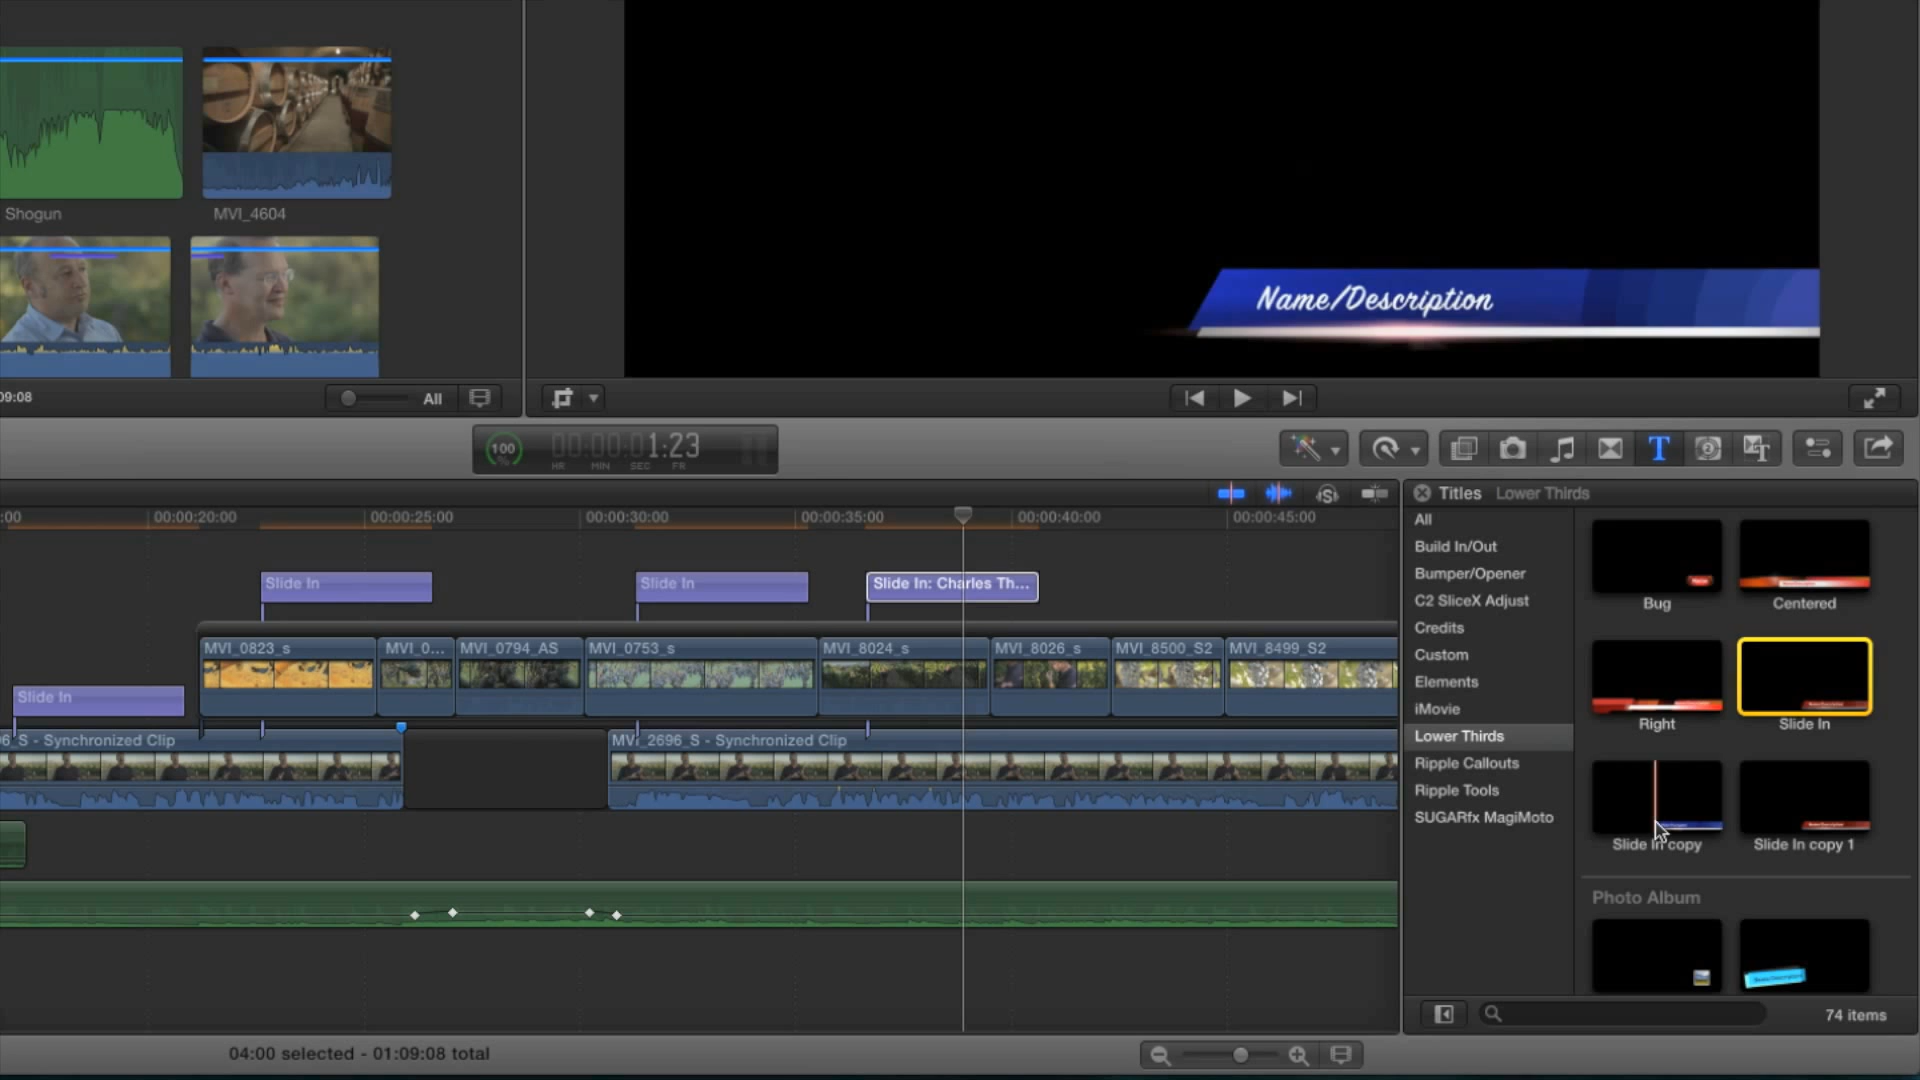 Shogun
MVI_4604
Name/Description
09:08
All
100
%
00:00:01:23
HR MIN SEC FR
Titles Lower Thirds
:00 00:00:20:00 00:00:25:00 00:00:30:00 00:00:35:00 00:00:40:00 00:00:45:00
Slide In
Slide In
Slide In: Charles Th...
MVI_0823_s
MVI_0...
MVI_0794_AS
MVI_0753_s
MVI_8024_s
MVI_8026_s
MVI_8500_S2
MVI_8499_S2
Slide In
6_S - Synchronized Clip
MVI_2696_S - Synchronized Clip
All
Build In/Out
Bumper/Opener
C2 SliceX Adjust
Credits
Custom
Elements
iMovie
Lower Thirds
Ripple Callouts
Ripple Tools
SUGARfx MagiMoto
Bug
Centered
Right
Slide In
Slide In copy
Slide In copy 1
Photo Album
74 items
04:00 selected - 01:09:08 total